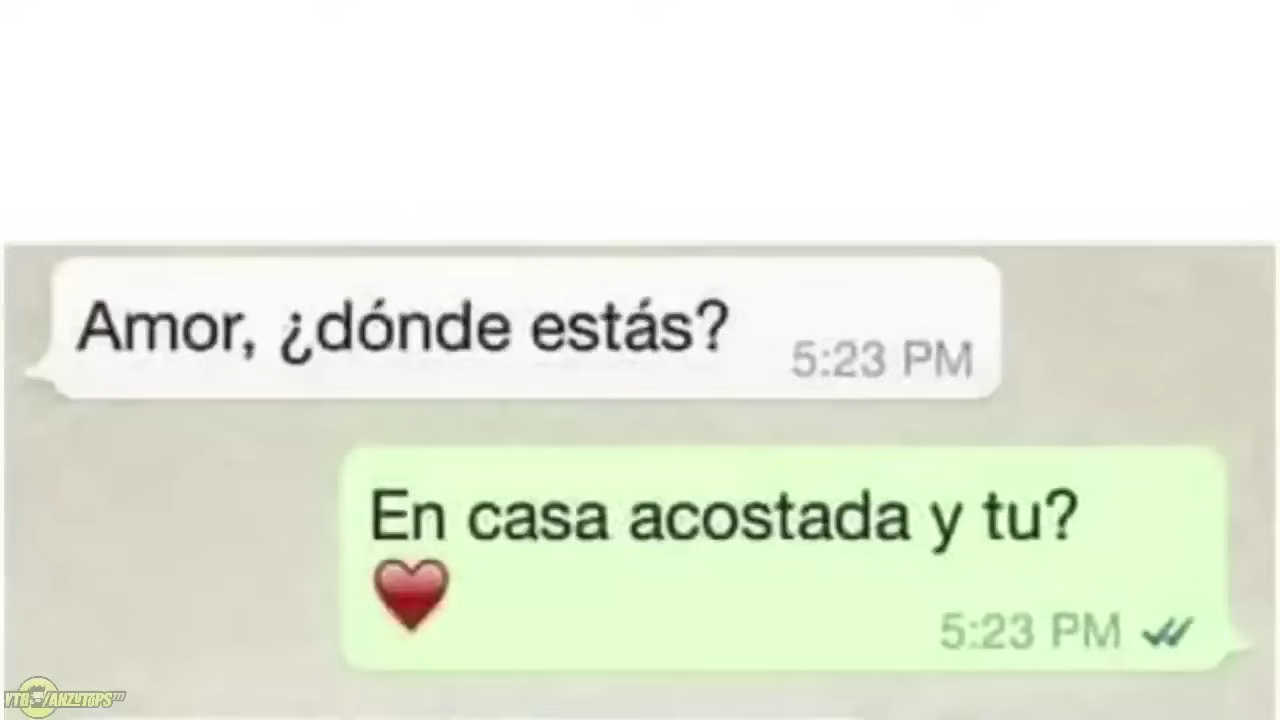 Amor, ¿dónde estás?
5:23 PM
En casa acostada y tu?
❤
5:23 PM